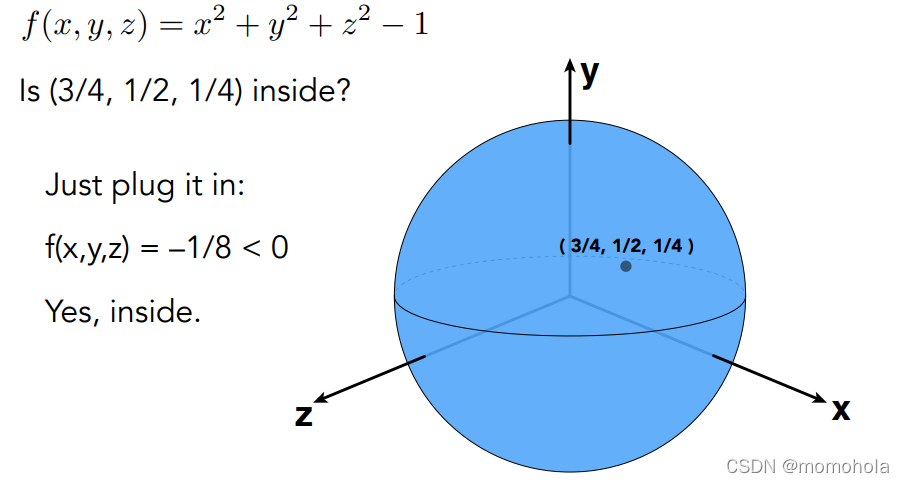 f(x, y, z) = x² + y² + z² − 1
Is (3/4, 1/2, 1/4) inside?
Just plug it in:
f(x,y,z) = –1/8 < 0
Yes, inside.
y
( 3/4, 1/2, 1/4 )
z
x
CSDN @momohola